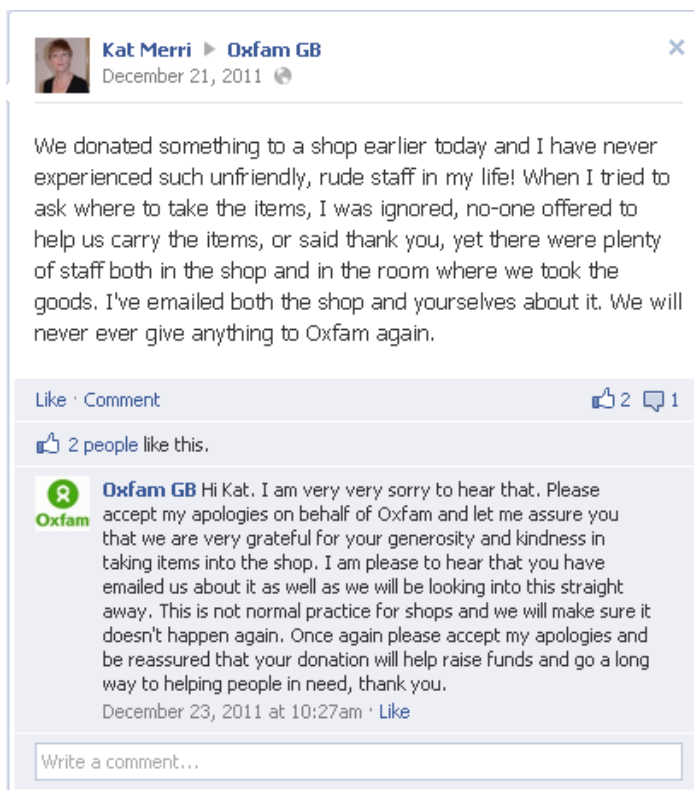 Kat Merri ▸ Oxfam GB
December 21, 2011
We donated something to a shop earlier today and I have never
experienced such unfriendly, rude staff in my life! When I tried to
ask where to take the items, I was ignored, no-one offered to
help us carry the items, or said thank you, yet there were plenty
of staff both in the shop and in the room where we took the
goods. I've emailed both the shop and yourselves about it. We will
never ever give anything to Oxfam again.
Like · Comment 2 1
2 people like this.
Oxfam
Oxfam GB Hi Kat. I am very very sorry to hear that. Please
accept my apologies on behalf of Oxfam and let me assure you
that we are very grateful for your generosity and kindness in
taking items into the shop. I am please to hear that you have
emailed us about it as well as we will be looking into this straight
away. This is not normal practice for shops and we will make sure it
doesn't happen again. Once again please accept my apologies and
be reassured that your donation will help raise funds and go a long
way to helping people in need, thank you.
December 23, 2011 at 10:27am · Like
Write a comment...